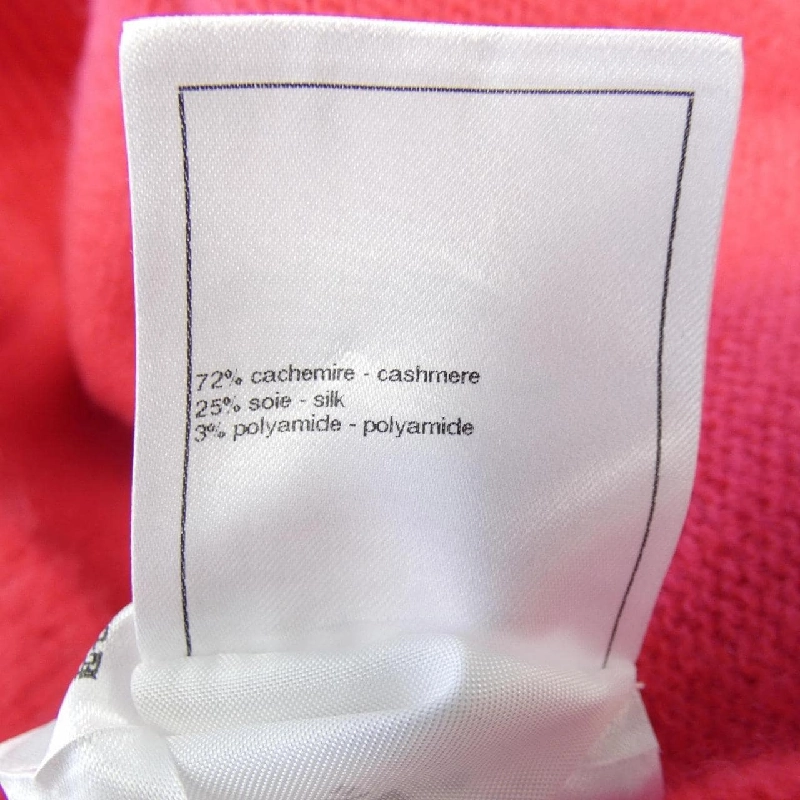 72% cachemire - cashmere
25% soie - silk
3% polyamide - polyamide